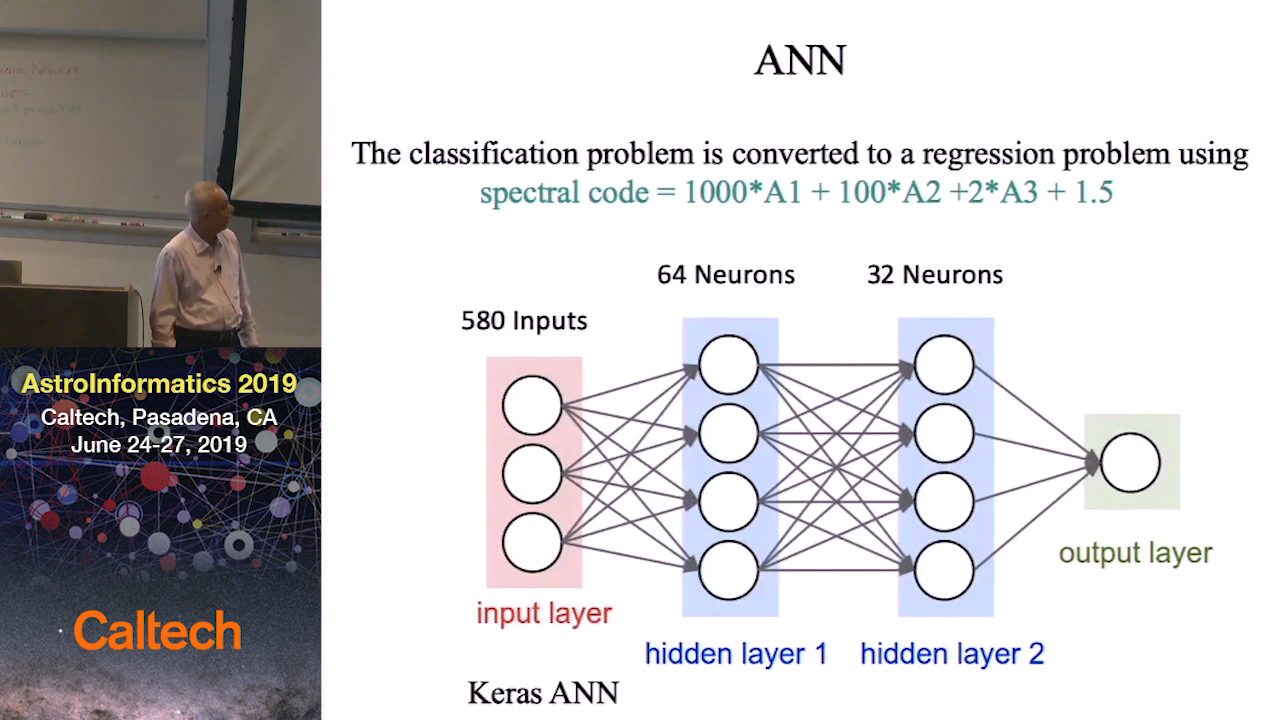 ANN
The classification problem is converted to a regression problem using
spectral code = 1000*A1 + 100*A2 +2*A3 + 1.5
64 Neurons
32 Neurons
580 Inputs
input layer
hidden layer 1
hidden layer 2
output layer
Keras ANN
AstroInformatics 2019
Caltech, Pasadena, CA
June 24-27, 2019
Caltech